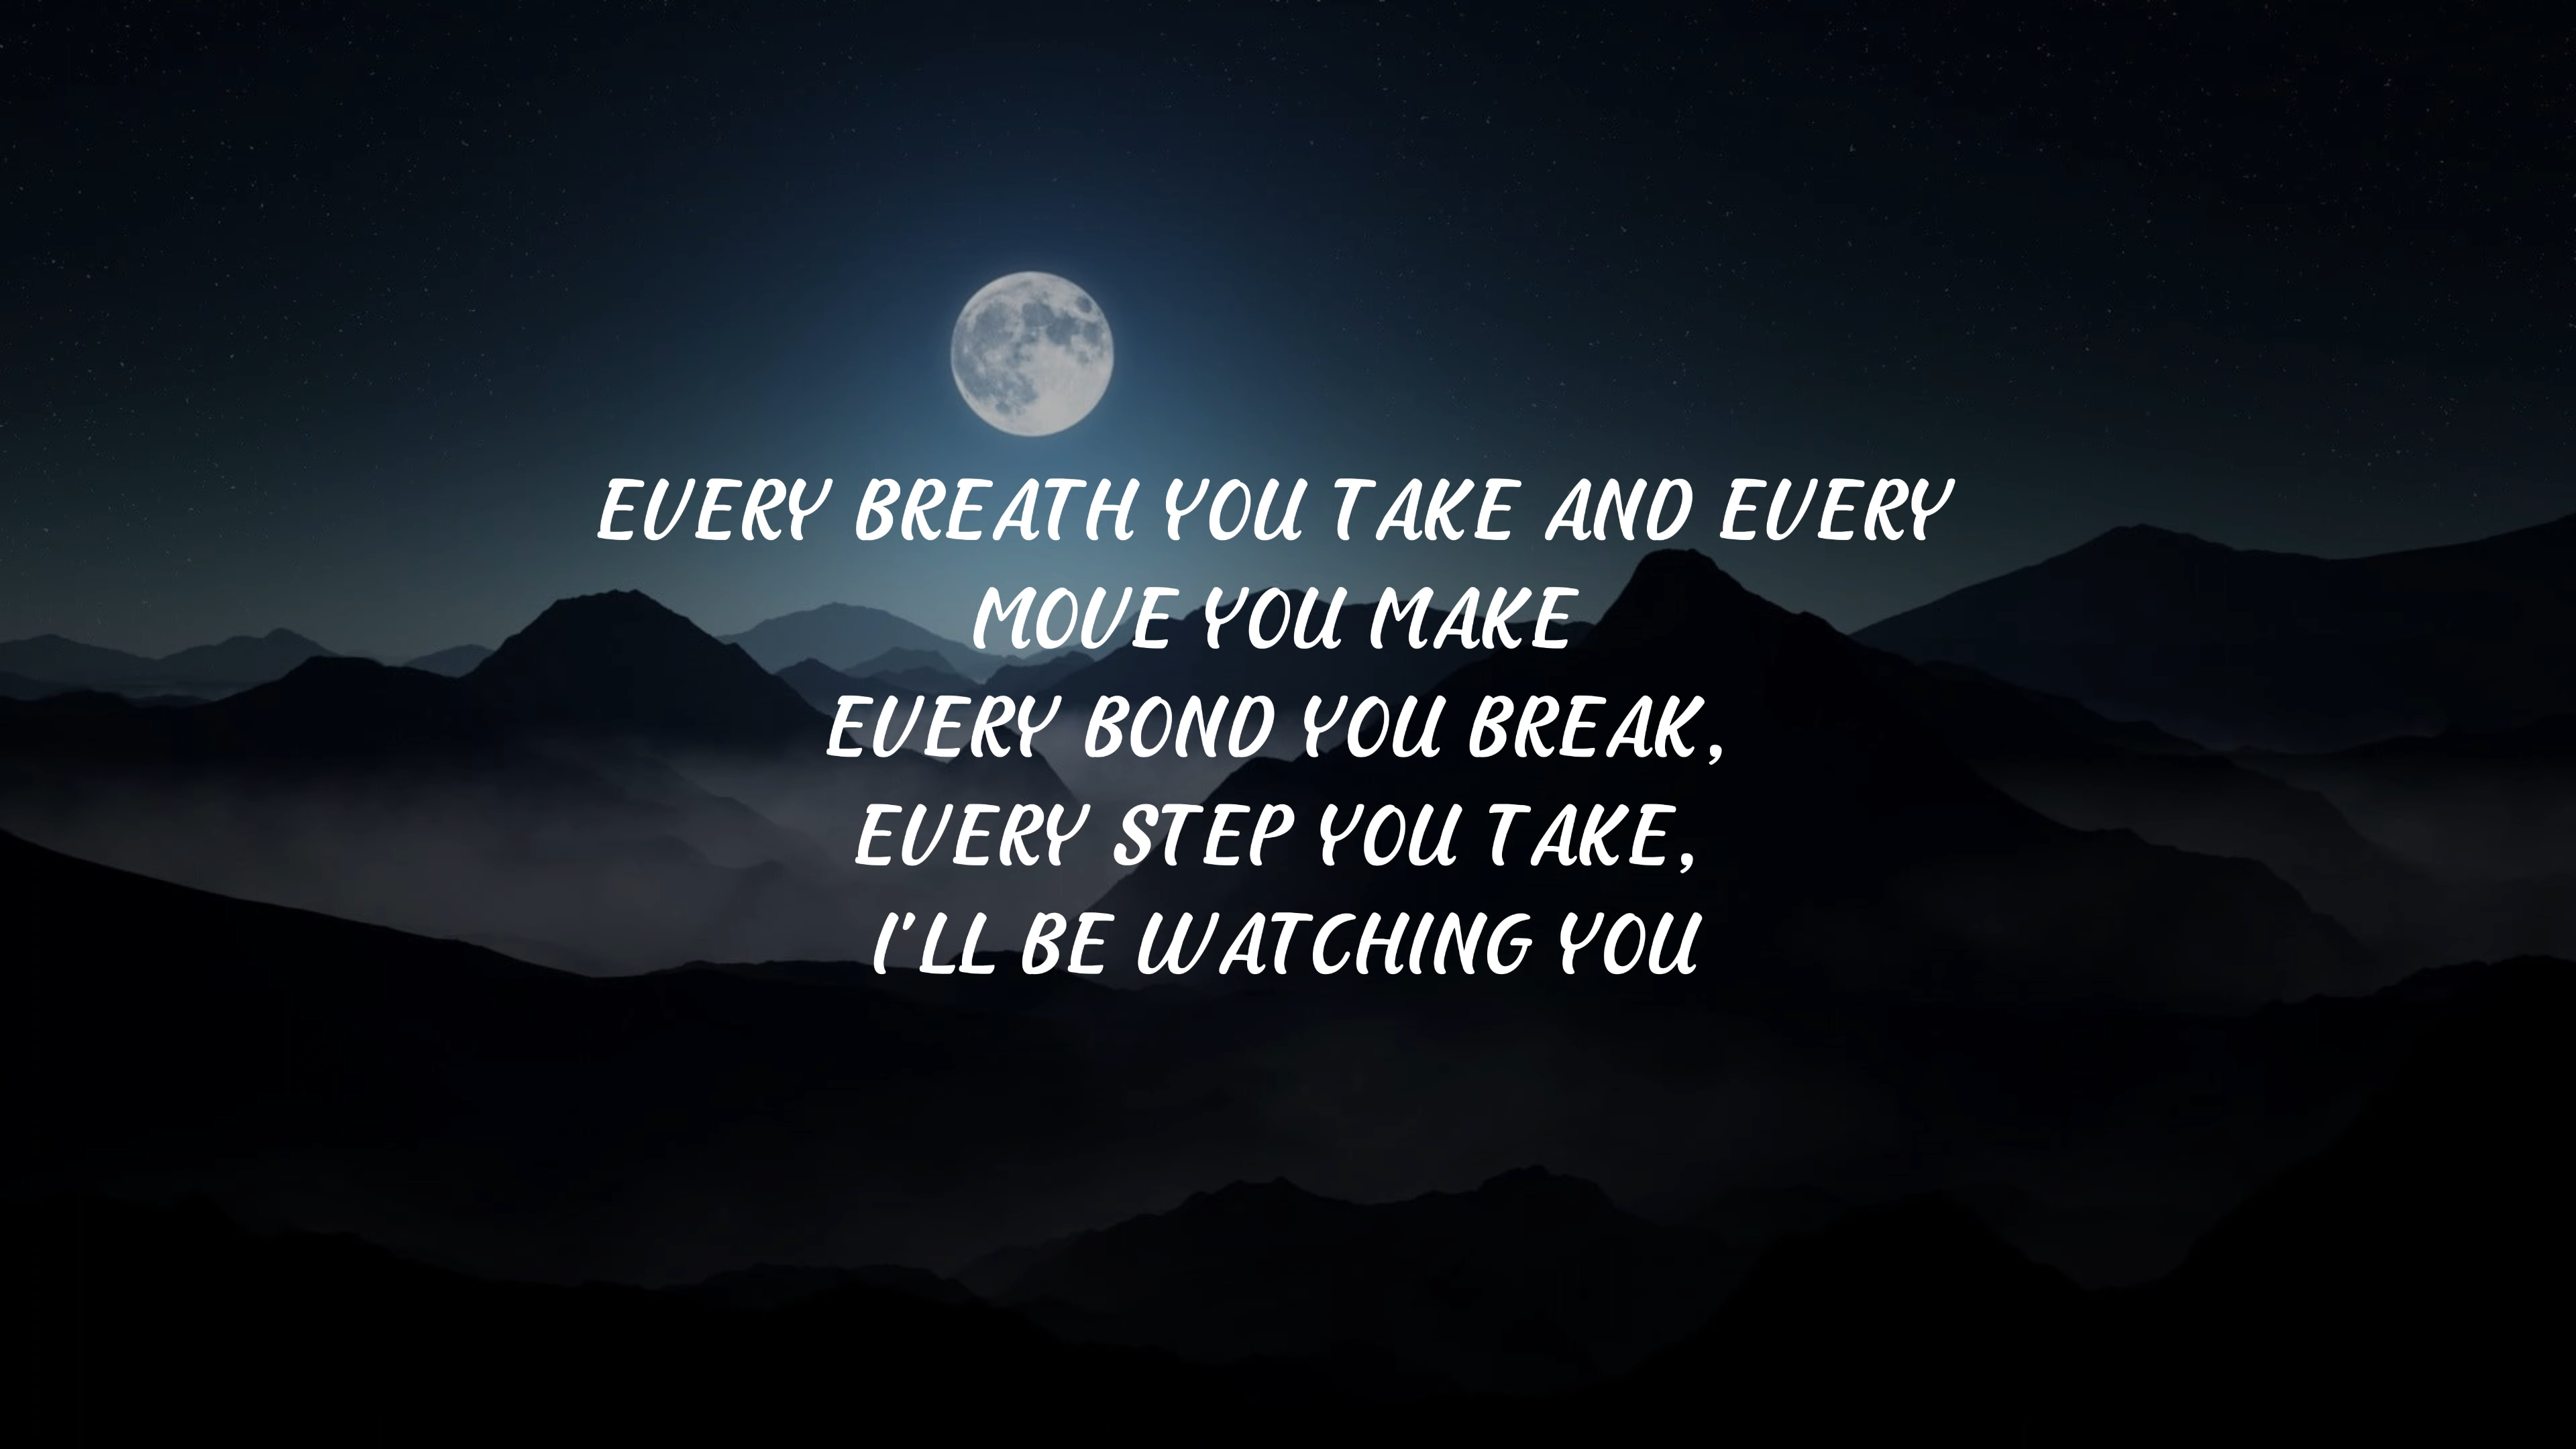 EVERY BREATH YOU TAKE AND EVERY
MOVE YOU MAKE
EVERY BOND YOU BREAK,
EVERY STEP YOU TAKE,
I'LL BE WATCHING YOU